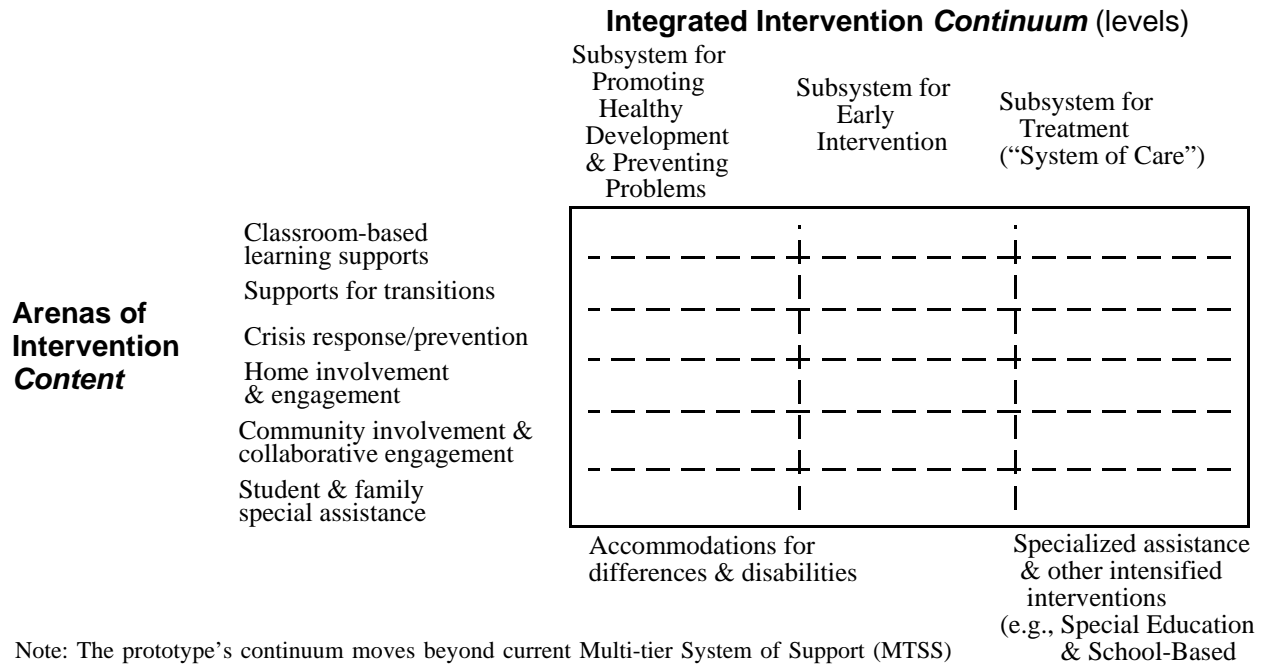 Integrated Intervention Continuum (levels)
Subsystem for
Promoting
Healthy
Development
& Preventing
Problems
Subsystem for
Early
Intervention
Subsystem for
Treatment
(“System of Care”)
Arenas of
Intervention
Content
Classroom-based
learning supports
Supports for transitions
Crisis response/prevention
Home involvement
& engagement
Community involvement &
collaborative engagement
Student & family
special assistance
Accommodations for
differences & disabilities
Specialized assistance
& other intensified
interventions
(e.g., Special Education
& School-Based
Note: The prototype’s continuum moves beyond current Multi-tier System of Support (MTSS)